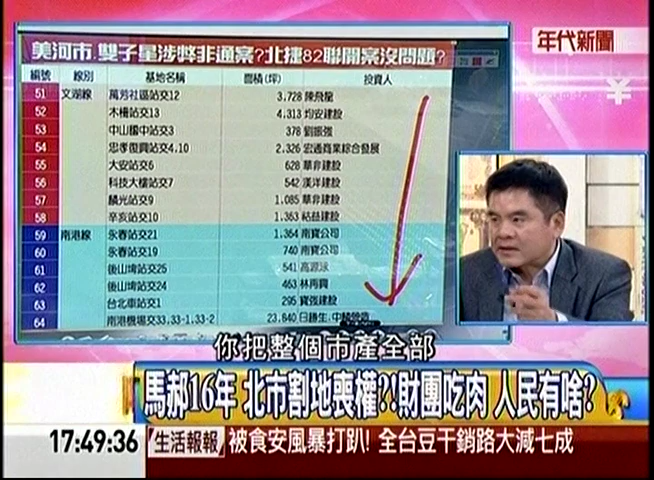 美河市.雙子星涉弊非通案?北捷82聯開案沒問題?
年代新聞
編號 線別 基地名稱 面積(坪) 投資人
51 文湖線 萬芳社區站交12 3.728 陳飛龍
52 木柵站交13 4.313 均安建設
53 中山國中站交3 378 劉振強
54 忠孝復興站交4.10 2.326 宏通商業綜合發展
55 大安站交6 628 華非建設
56 科技大樓站交7 542 漢洋建設
57 麟光站交9 1.085 華非建設
58 辛亥站交10 1.363 結益建設
59 南港線 永春站交21 1.364 南寶公司
60 永春站交19 740 南寶公司
61 後山埤站交25 541 高源泳
62 後山埤站交24 463 林再興
63 台北車站交1 295 寶強建設
64 南港機場交33.33-1.33-2 23.640 日勝生.中麟營造
你把整個市產全部
馬郝16年 北市割地喪權?!財團吃肉 人民有啥?
17:49:36 生活報報 被食安風暴打趴! 全台豆干銷路大減七成